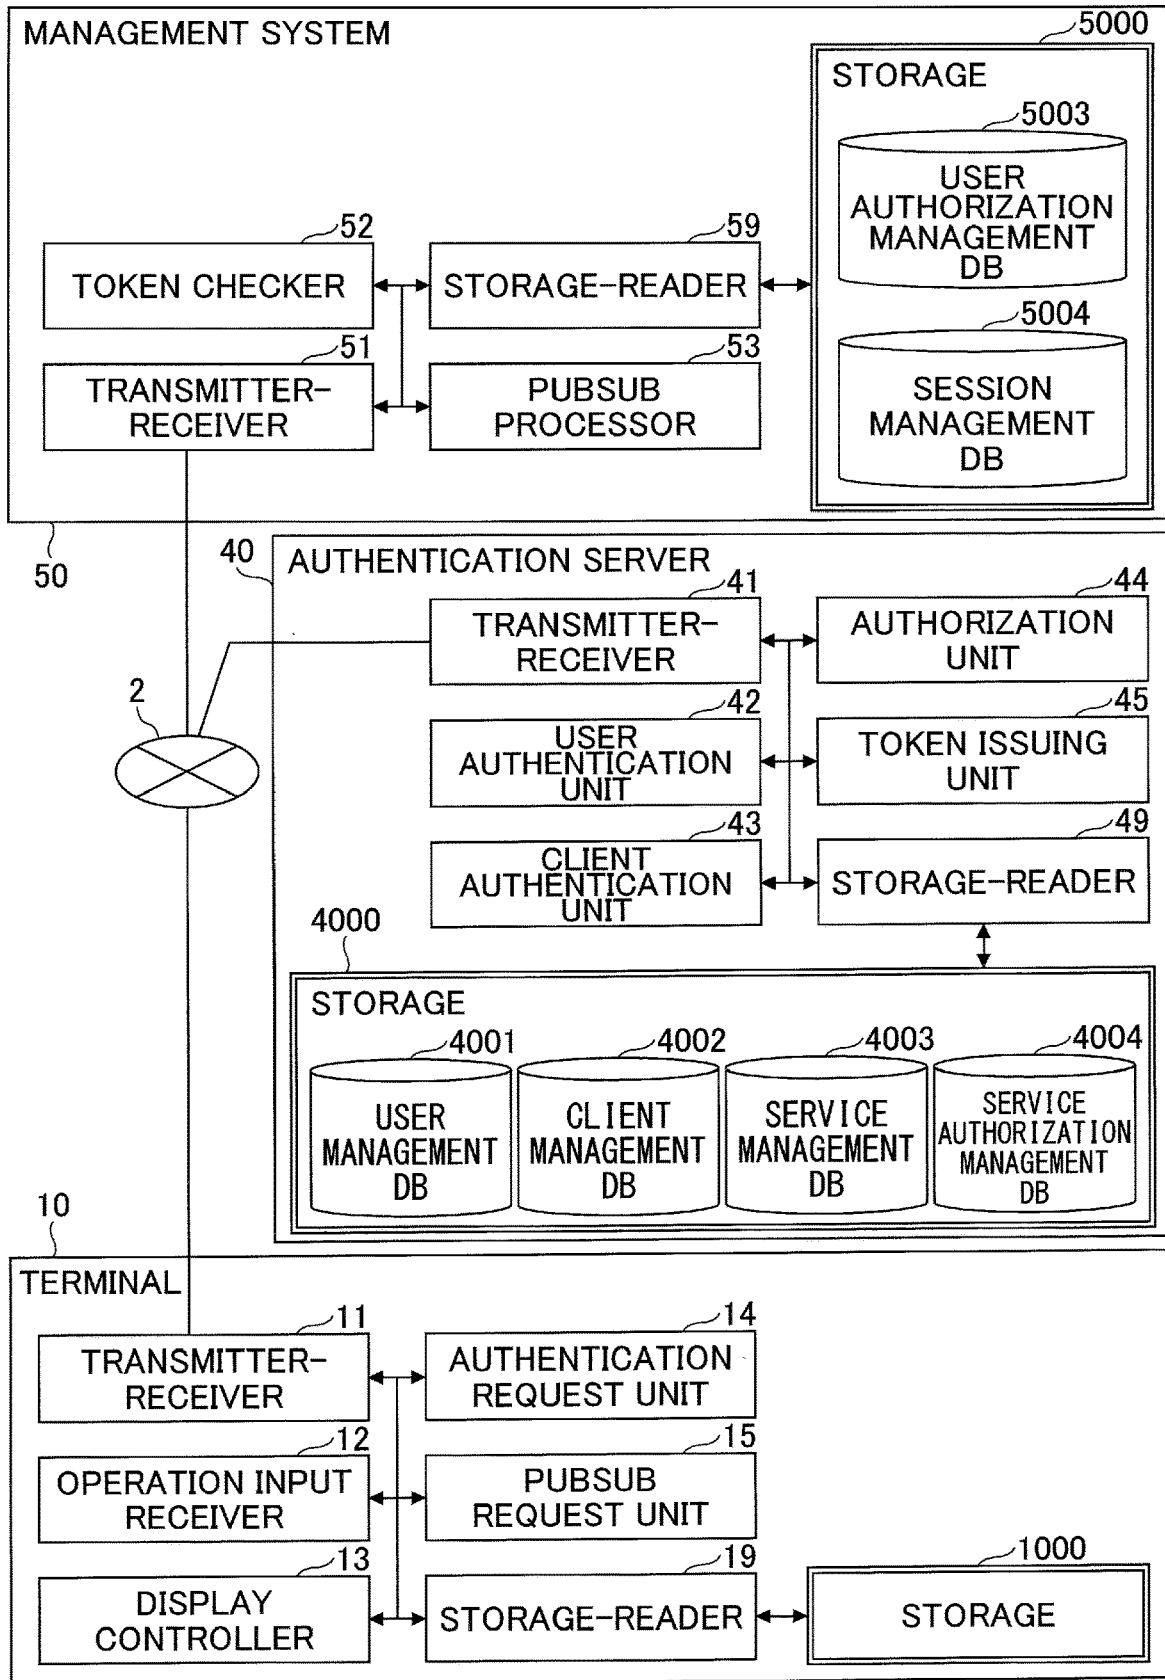 MANAGEMENT SYSTEM
5000
STORAGE
5003
USER
AUTHORIZATION
MANAGEMENT
DB
52
TOKEN CHECKER
59
STORAGE-READER
5004
SESSION
MANAGEMENT
DB
51
TRANSMITTER-
RECEIVER
53
PUBSUB
PROCESSOR
50
40
AUTHENTICATION SERVER
41
TRANSMITTER-
RECEIVER
44
AUTHORIZATION
UNIT
2
42
USER
AUTHENTICATION
UNIT
45
TOKEN ISSUING
UNIT
43
CLIENT
AUTHENTICATION
UNIT
49
STORAGE-READER
4000
STORAGE
4001
USER
MANAGEMENT
DB
4002
CLIENT
MANAGEMENT
DB
4003
SERVICE
MANAGEMENT
DB
4004
SERVICE
AUTHORIZATION
MANAGEMENT
DB
10
TERMINAL
11
TRANSMITTER-
RECEIVER
14
AUTHENTICATION
REQUEST UNIT
12
OPERATION INPUT
RECEIVER
15
PUBSUB
REQUEST UNIT
13
DISPLAY
CONTROLLER
19
STORAGE-READER
1000
STORAGE